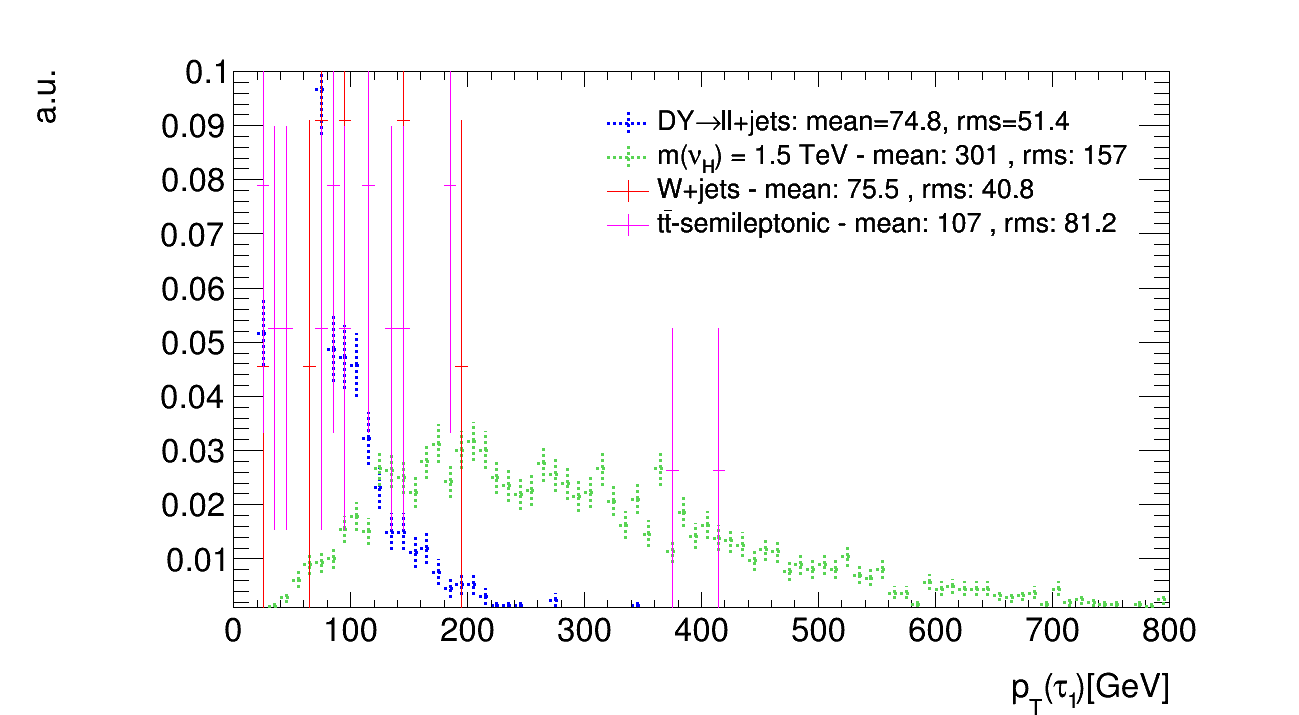 a.u.
0.1
0.09
0.08
0.07
0.06
0.05
0.04
0.03
0.02
0.01
DY→ll+jets: mean=74.8, rms=51.4
m(ν_H) = 1.5 TeV - mean: 301 , rms: 157
W+jets - mean: 75.5 , rms: 40.8
tt̄-semileptonic - mean: 107 , rms: 81.2
0 100 200 300 400 500 600 700 800
p_T(τ_1)[GeV]